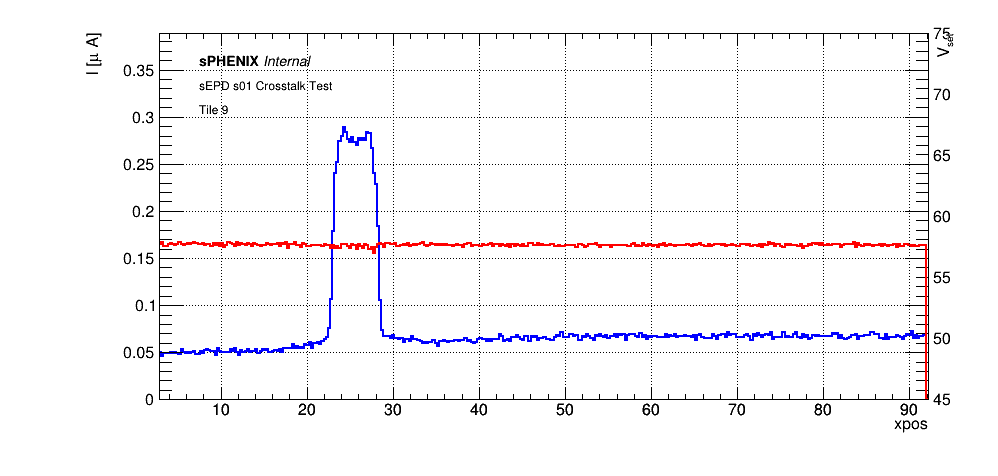 I [μ A]
sPHENIX Internal
sEPD s01 Crosstalk Test
Tile 9
0.35
0.3
0.25
0.2
0.15
0.1
0.05
0
75
70
65
60
55
50
45
V_set
10 20 30 40 50 60 70 80 90
xpos